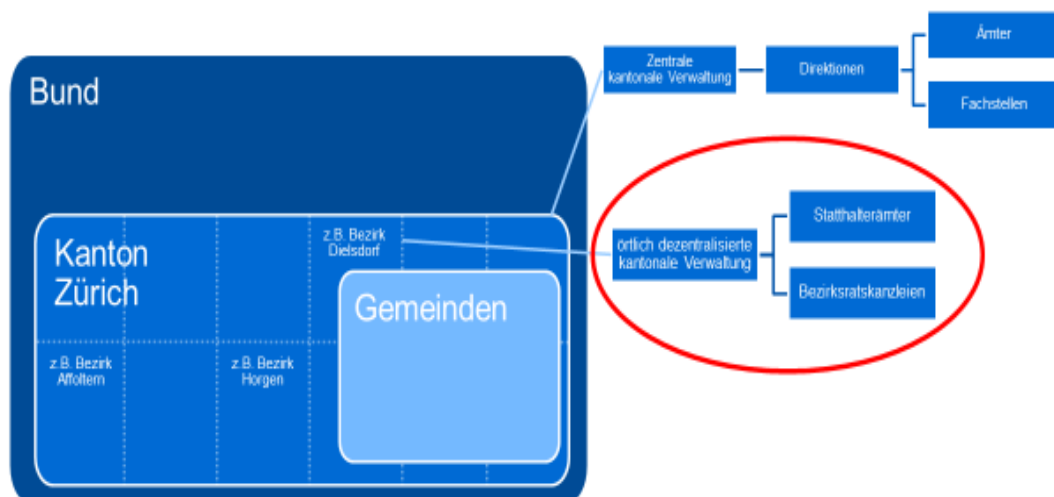 Bund
Zentrale
kantonale Verwaltung
Direktionen
Ämter
Fachstellen
Kanton
Zürich
z.B. Bezirk
Dielsdorf
Gemeinden
z.B. Bezirk
Affoltern
z.B. Bezirk
Horgen
örtlich dezentralisierte
kantonale Verwaltung
Statthalterämter
Bezirksratskanzleien